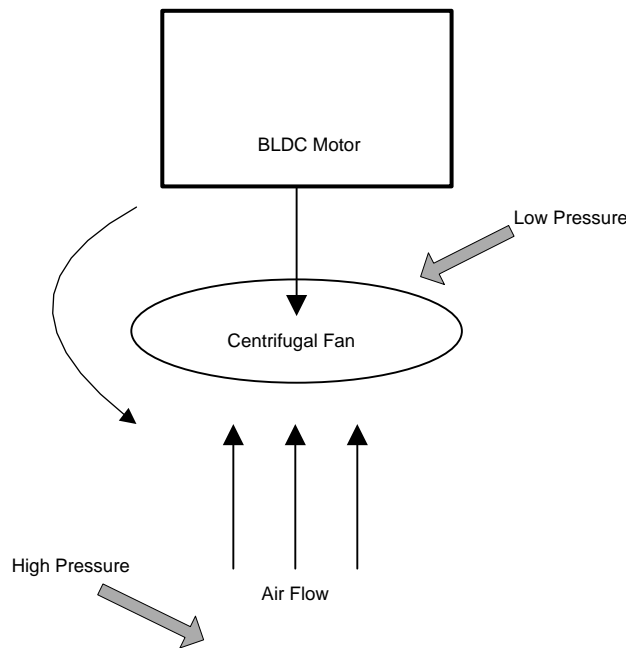 BLDC Motor
Low Pressure
Centrifugal Fan
High Pressure
Air Flow